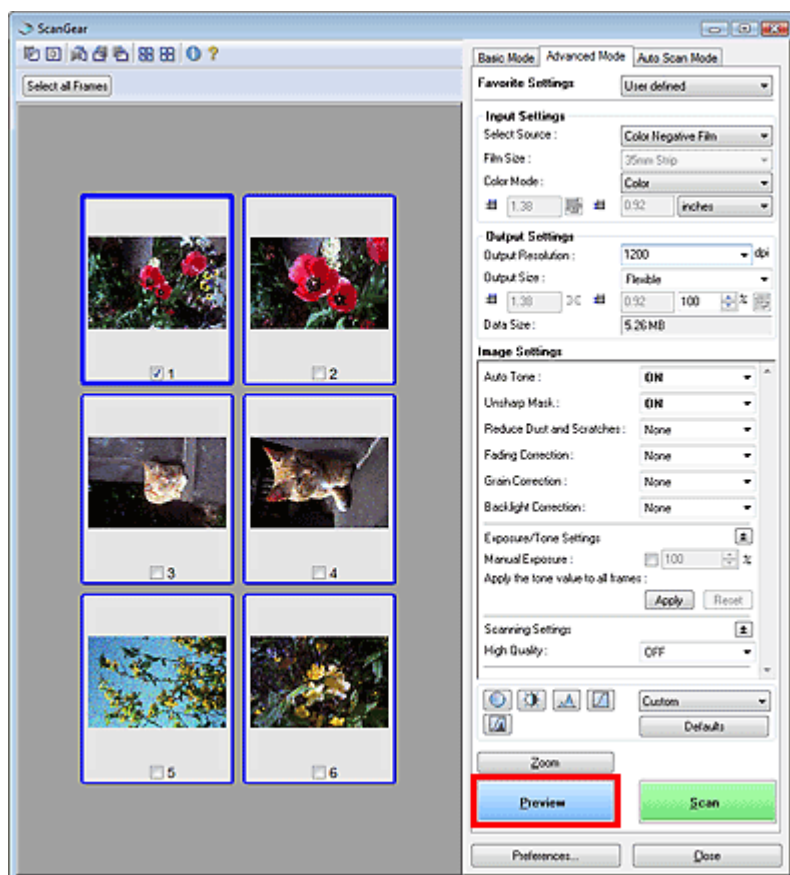 ScanGear
Select all Frames
1
2
3
4
5
6
Basic Mode Advanced Mode Auto Scan Mode
Favorite Settings User defined
Input Settings
Select Source : Color Negative Film
Film Size : 35mm Strip
Color Mode : Color
1.38 0.92 inches
Output Settings
Output Resolution : 1200 dpi
Output Size : Flexible
1.38 0.92 100 %
Data Size : 5.26 MB
Image Settings
Auto Tone : ON
Unsharp Mask : ON
Reduce Dust and Scratches : None
Fading Correction : None
Grain Correction : None
Backlight Correction : None
Exposure/Tone Settings
Manual Exposure : 100 %
Apply the tone value to all frames :
Apply Reset
Scanning Settings
High Quality : OFF
Custom
Defaults
Zoom
Preview Scan
Preferences... Close